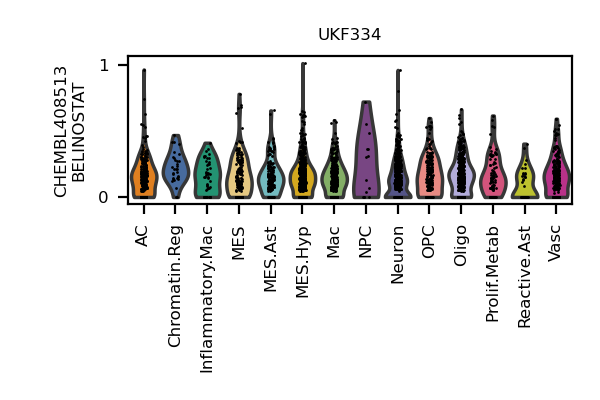 UKF334
CHEMBL408513
BELINOSTAT
1
0
AC
Chromatin.Reg
Inflammatory.Mac
MES
MES.Ast
MES.Hyp
Mac
NPC
Neuron
OPC
Oligo
Prolif.Metab
Reactive.Ast
Vasc